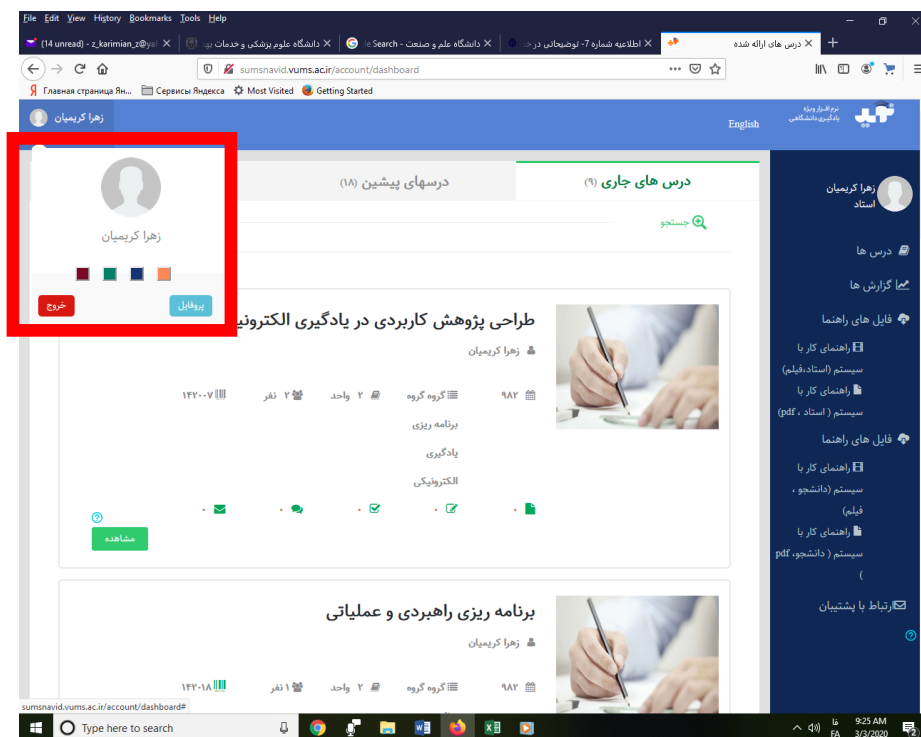 File Edit View History Bookmarks Tools Help
(14 unread) - z_karimian_z@ya
دانشگاه علوم پزشکی و خدمات به
دانشگاه علم و صنعت - Search
اطلاعیه شماره 7- توضیحاتی در خ
درس های ارائه شده
sumsnavid.vums.ac.ir/account/dashboard
Главная страница Ян... Сервисы Яндекса Most Visited Getting Started
زهرا کریمیان
English
نرم افزار ویژه
یادگیری دانشگاهی
نوید
زهرا کریمیان
استاد
درس ها
گزارش ها
فایل های راهنما
راهنمای کار با
سیستم (استاد،فیلم)
راهنمای کار با
سیستم ( استاد ، pdf)
فایل های راهنما
راهنمای کار با
سیستم (دانشجو ،
فیلم)
راهنمای کار با
سیستم ( دانشجو، pdf
)
ارتباط با پشتیبان
زهرا کریمیان
پروفایل
خروج
درس های جاری (۹)
درسهای پیشین (۱۸)
جستجو
طراحی پژوهش کاربردی در یادگیری الکترونی
زهرا کریمیان
۹۸۲ گروه گروه ۲ واحد ۲ نفر ۱۴۲۰۰۷
برنامه ریزی
یادگیری
الکترونیکی
۰ ۰ ۰ ۰ ۰
مشاهده
برنامه ریزی راهبردی و عملیاتی
زهرا کریمیان
۹۸۲ گروه گروه ۲ واحد ۱ نفر ۱۴۲۰۱۸
sumsnavid.vums.ac.ir/account/dashboard#
Type here to search
فا
FA
9:25 AM
3/3/2020